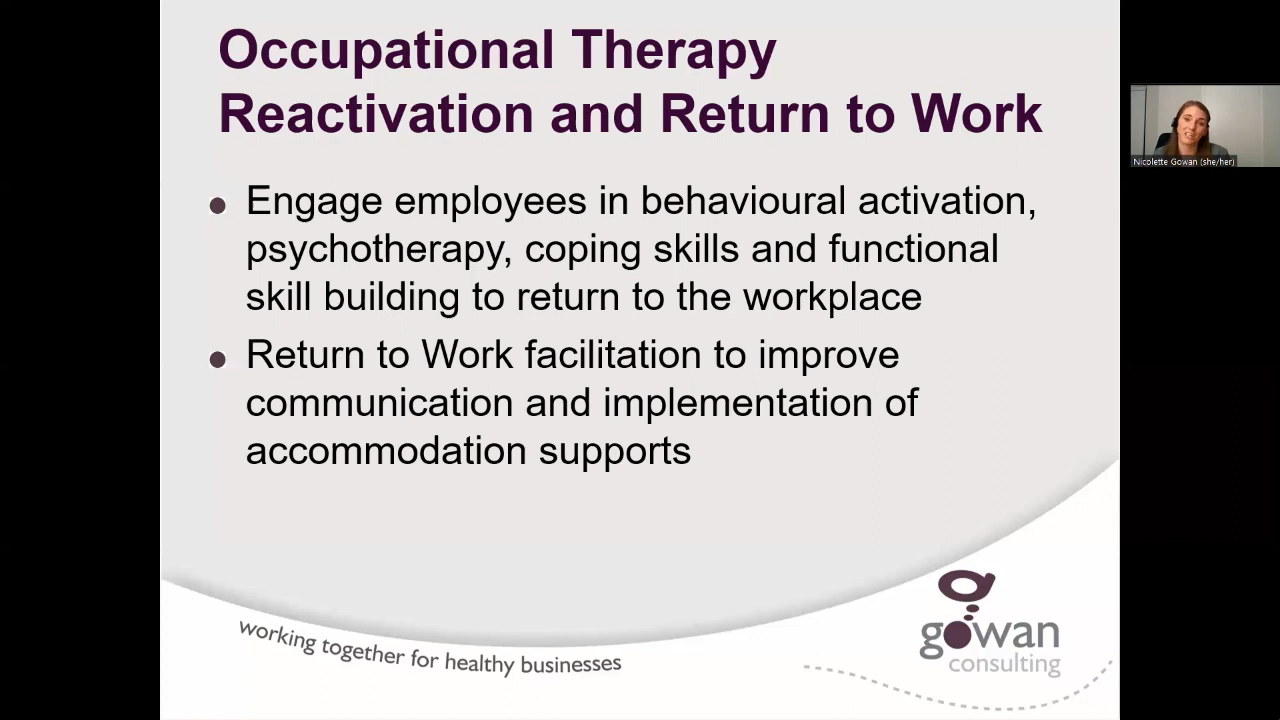 Occupational Therapy
Reactivation and Return to Work
Engage employees in behavioural activation,
psychotherapy, coping skills and functional
skill building to return to the workplace
Return to Work facilitation to improve
communication and implementation of
accommodation supports
working together for healthy businesses
gowan
consulting
Nicolette Gowan (she/her)